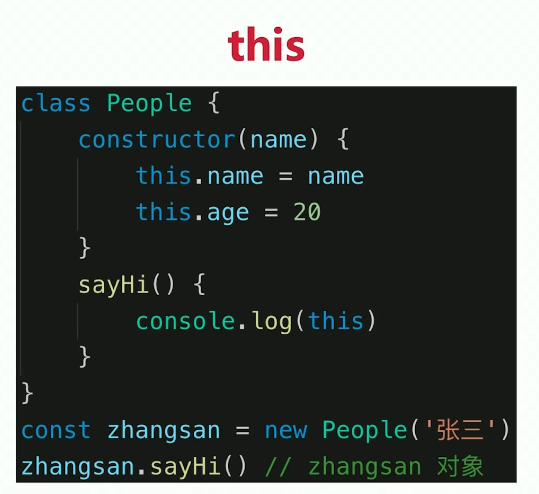 this
class People {
    constructor(name) {
        this.name = name
        this.age = 20
    }
    sayHi() {
        console.log(this)
    }
}
const zhangsan = new People('张三')
zhangsan.sayHi() // zhangsan 对象